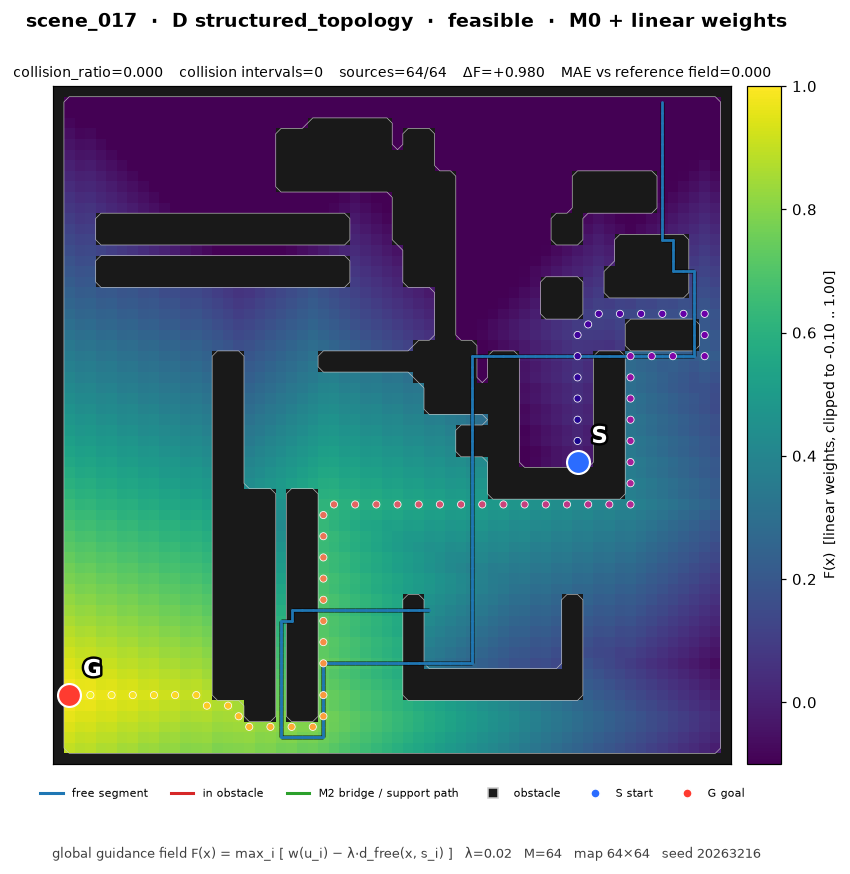 scene_017  ·  D structured_topology  ·  feasible  ·  M0 + linear weights
collision_ratio=0.000    collision intervals=0    sources=64/64    ΔF=+0.980    MAE vs reference field=0.000
S
G
1.0
0.8
0.6
0.4
0.2
0.0
F(x)  [linear weights, clipped to -0.10 .. 1.00]
free segment
in obstacle
M2 bridge / support path
obstacle
S start
G goal
global guidance field F(x) = max_i [ w(u_i) − λ·d_free(x, s_i) ]   λ=0.02   M=64   map 64×64   seed 20263216